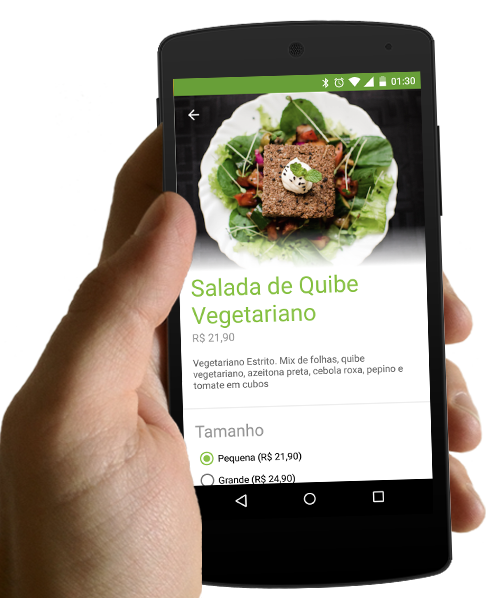 01:30
Salada de Quibe
Vegetariano
R$ 21,90
Vegetariano Estrito. Mix de folhas, quibe
vegetariano, azeitona preta, cebola roxa, pepino e
tomate em cubos
Tamanho
Pequena (R$ 21,90)
Grande (R$ 24,90)